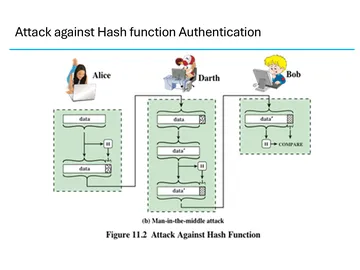 Attack against Hash function Authentication
Alice
Darth
Bob
data
H
data
data
data'
H
data'
data'
H
COMPARE
(b) Man-in-the-middle attack
Figure 11.2 Attack Against Hash Function